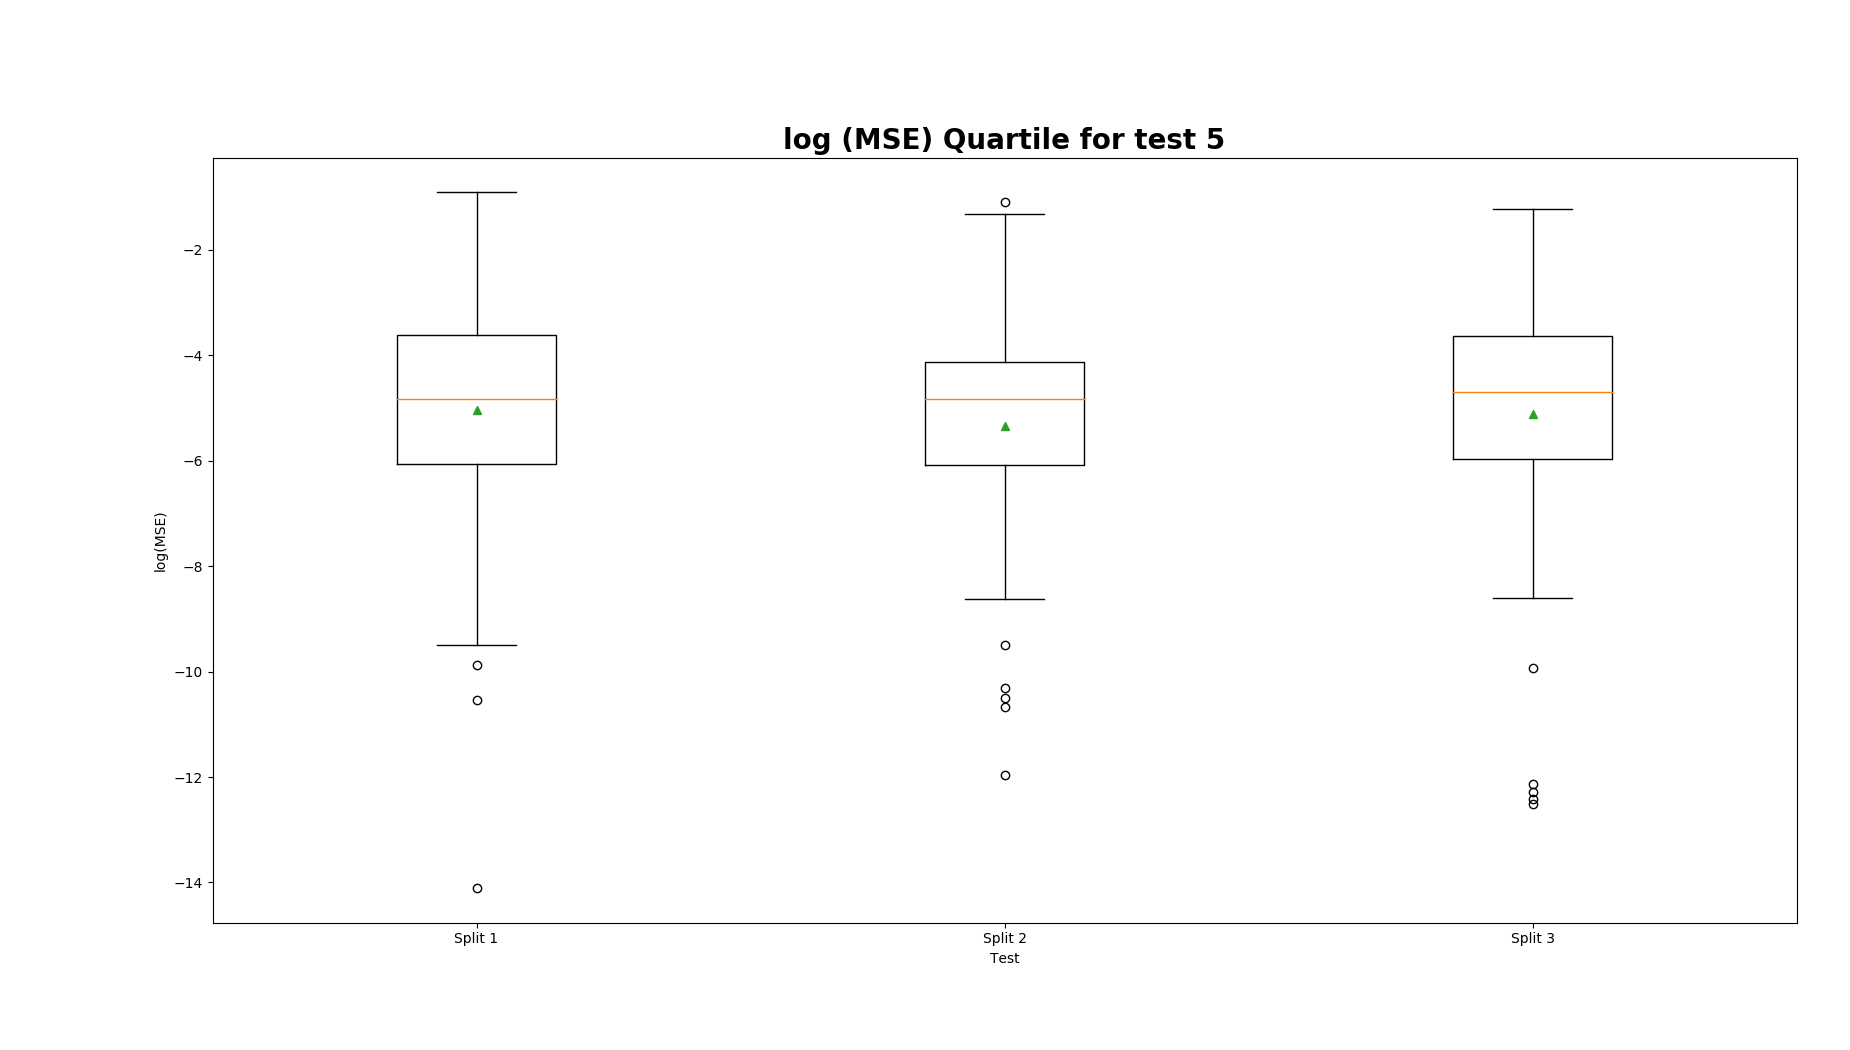 log (MSE) Quartile for test 5
−2
−4
−6
−8
−10
−12
−14
log(MSE)
Split 1
Split 2
Split 3
Test